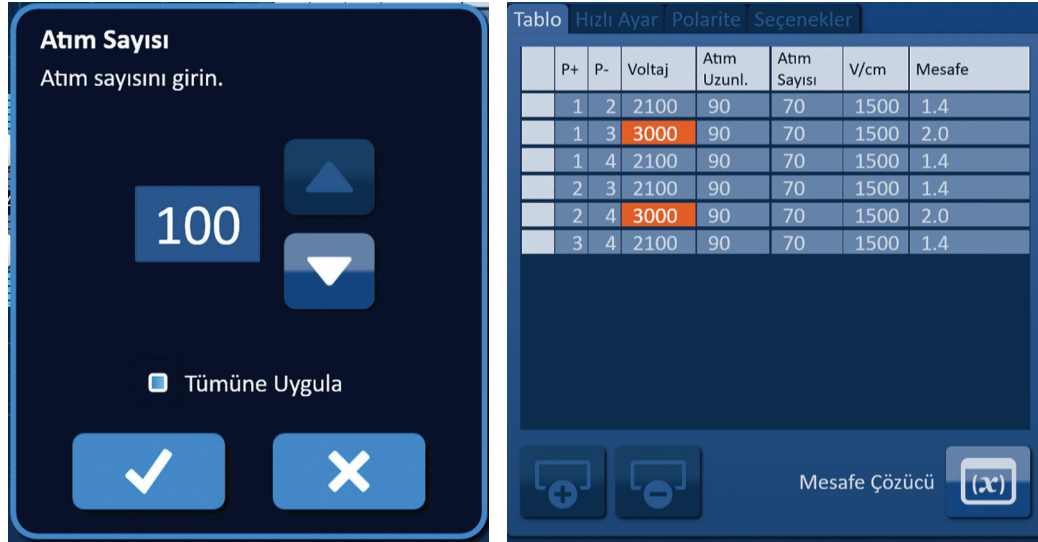 Atım Sayısı
Atım sayısını girin.
100
Tümüne Uygula
Tablo Hızlı Ayar Polarite Seçenekler
P+ P- Voltaj Atım Uzunl. Atım Sayısı V/cm Mesafe
1 2 2100 90 70 1500 1.4
1 3 3000 90 70 1500 2.0
1 4 2100 90 70 1500 1.4
2 3 2100 90 70 1500 1.4
2 4 3000 90 70 1500 2.0
3 4 2100 90 70 1500 1.4
Mesafe Çözücü (x)